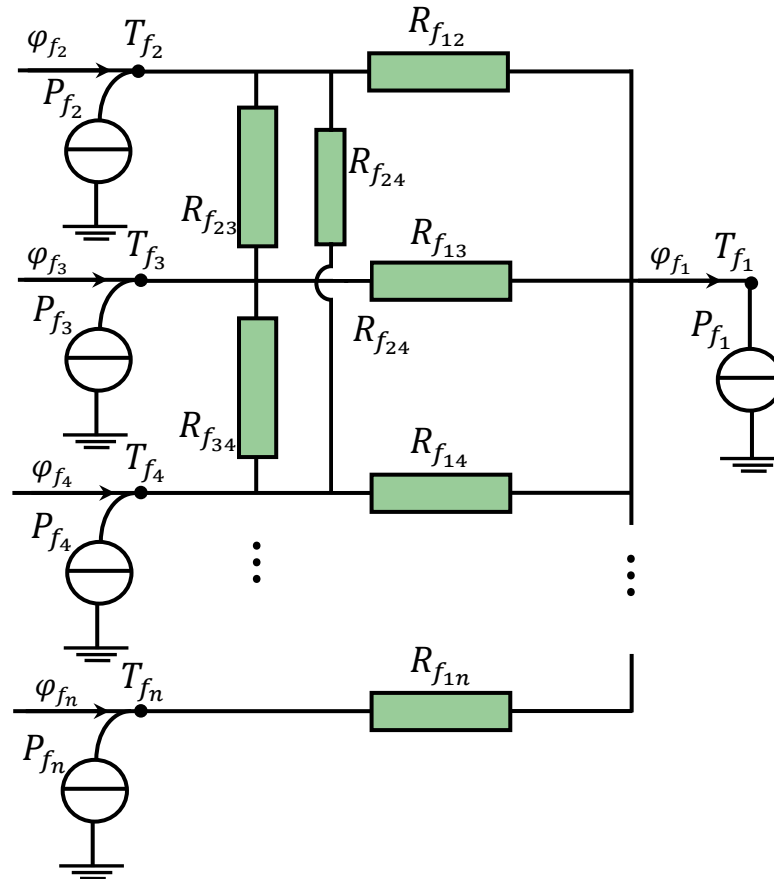 φ_{f_2}
T_{f_2}
R_{f_{12}}
P_{f_2}
R_{f_{24}}
R_{f_{23}}
φ_{f_3}
T_{f_3}
R_{f_{13}}
φ_{f_1}
T_{f_1}
P_{f_3}
R_{f_{24}}
P_{f_1}
R_{f_{34}}
φ_{f_4}
T_{f_4}
R_{f_{14}}
P_{f_4}
⋮
⋮
φ_{f_n}
T_{f_n}
R_{f_{1n}}
P_{f_n}